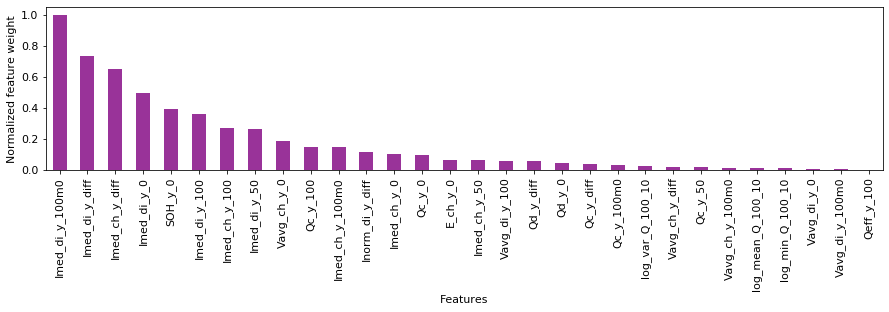 Normalized feature weight
1.0
0.8
0.6
0.4
0.2
0.0
Imed_di_y_100m0
Imed_di_y_diff
Imed_ch_y_diff
Imed_di_y_0
SOH_y_0
Imed_di_y_100
Imed_ch_y_100
Imed_di_y_50
Vavg_ch_y_0
Qc_y_100
Imed_ch_y_100m0
Inorm_di_y_diff
Imed_ch_y_0
Qc_y_0
E_ch_y_0
Imed_ch_y_50
Vavg_di_y_100
Qd_y_diff
Qd_y_0
Qc_y_diff
Qc_y_100m0
log_var_Q_100_10
Vavg_ch_y_diff
Qc_y_50
Vavg_ch_y_100m0
log_mean_Q_100_10
log_min_Q_100_10
Vavg_di_y_0
Vavg_di_y_100m0
Qeff_y_100
Features